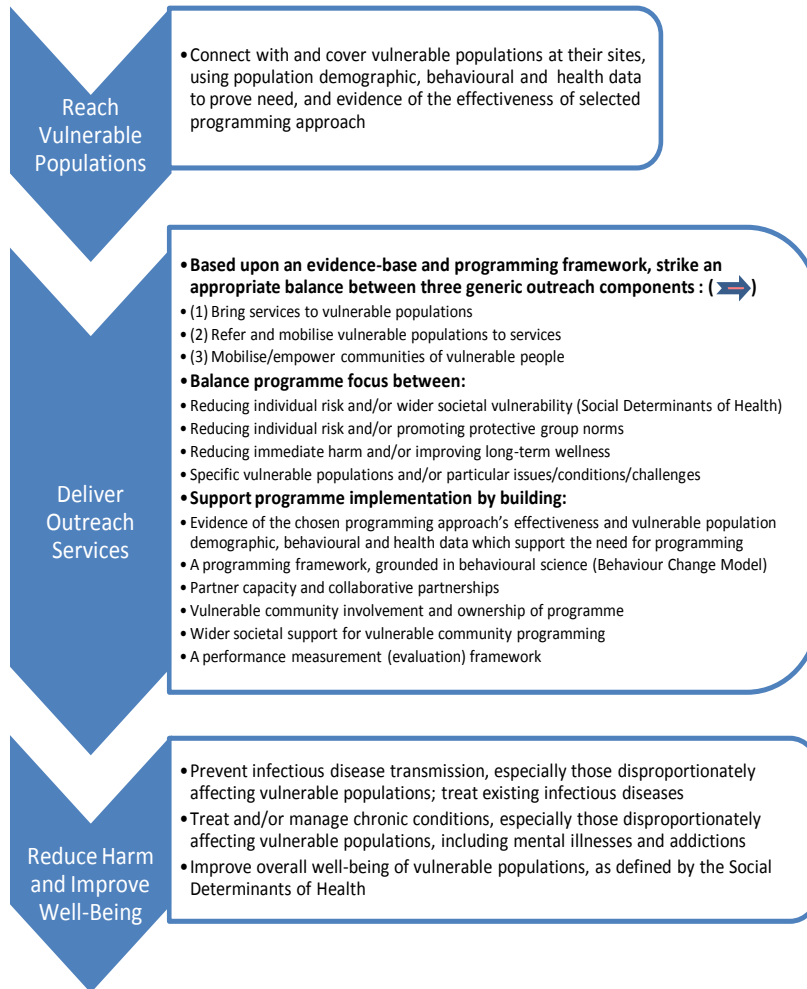 Reach
Vulnerable
Populations
•Connect with and cover vulnerable populations at their sites,
using population demographic, behavioural and health data
to prove need, and evidence of the effectiveness of selected
programming approach
Deliver
Outreach
Services
•Based upon an evidence-base and programming framework, strike an
appropriate balance between three generic outreach components : ( )
•(1) Bring services to vulnerable populations
•(2) Refer and mobilise vulnerable populations to services
•(3) Mobilise/empower communities of vulnerable people
•Balance programme focus between:
•Reducing individual risk and/or wider societal vulnerability (Social Determinants of Health)
•Reducing individual risk and/or promoting protective group norms
•Reducing immediate harm and/or improving long-term wellness
•Specific vulnerable populations and/or particular issues/conditions/challenges
•Support programme implementation by building:
•Evidence of the chosen programming approach's effectiveness and vulnerable population
demographic, behavioural and health data which support the need for programming
•A programming framework, grounded in behavioural science (Behaviour Change Model)
•Partner capacity and collaborative partnerships
•Vulnerable community involvement and ownership of programme
•Wider societal support for vulnerable community programming
•A performance measurement (evaluation) framework
Reduce Harm
and Improve
Well-Being
•Prevent infectious disease transmission, especially those disproportionately
affecting vulnerable populations; treat existing infectious diseases
•Treat and/or manage chronic conditions, especially those disproportionately
affecting vulnerable populations, including mental illnesses and addictions
•Improve overall well-being of vulnerable populations, as defined by the Social
Determinants of Health